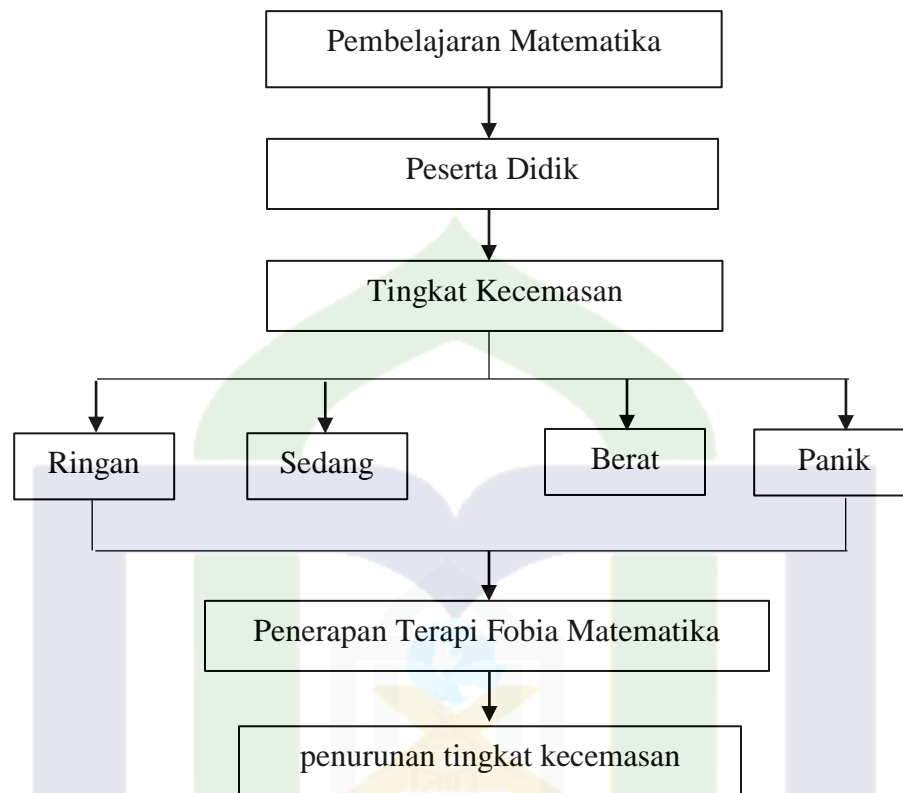 Pembelajaran Matematika
Peserta Didik
Tingkat Kecemasan
Ringan
Sedang
Berat
Panik
Penerapan Terapi Fobia Matematika
penurunan tingkat kecemasan